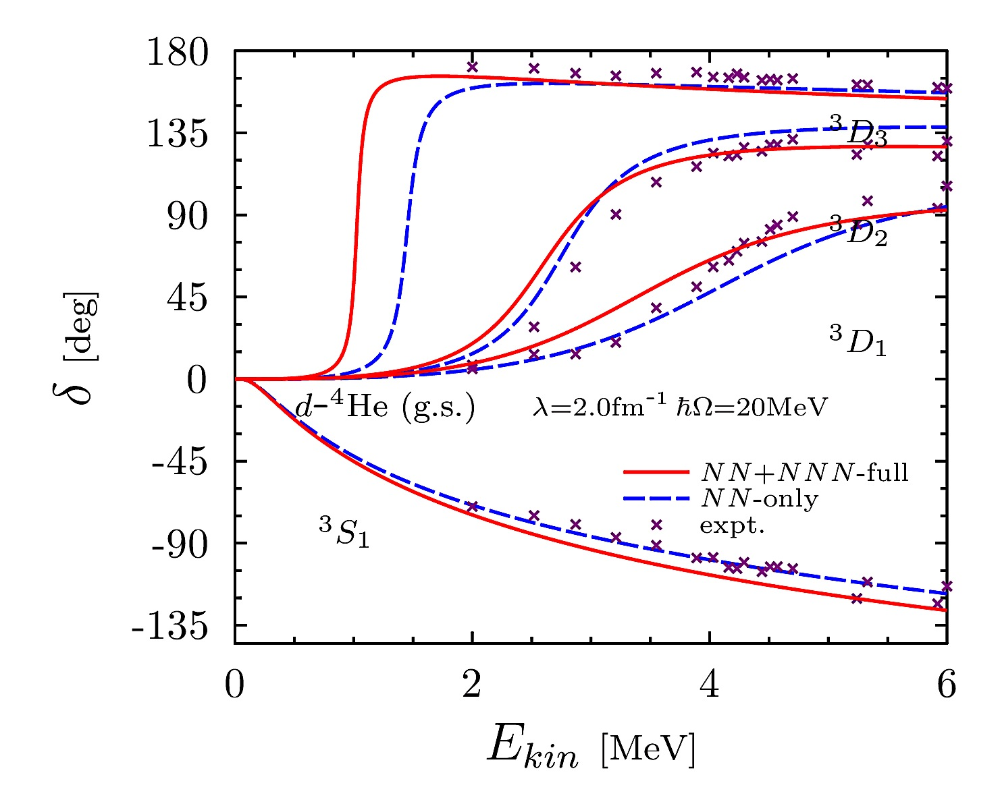 180
135
90
45
0
-45
-90
-135
δ [deg]
³D₃
³D₂
³D₁
d–⁴He (g.s.)
λ=2.0fm⁻¹ ℏΩ=20MeV
NN+NNN-full
NN-only
expt.
³S₁
0 2 4 6
E_kin [MeV]